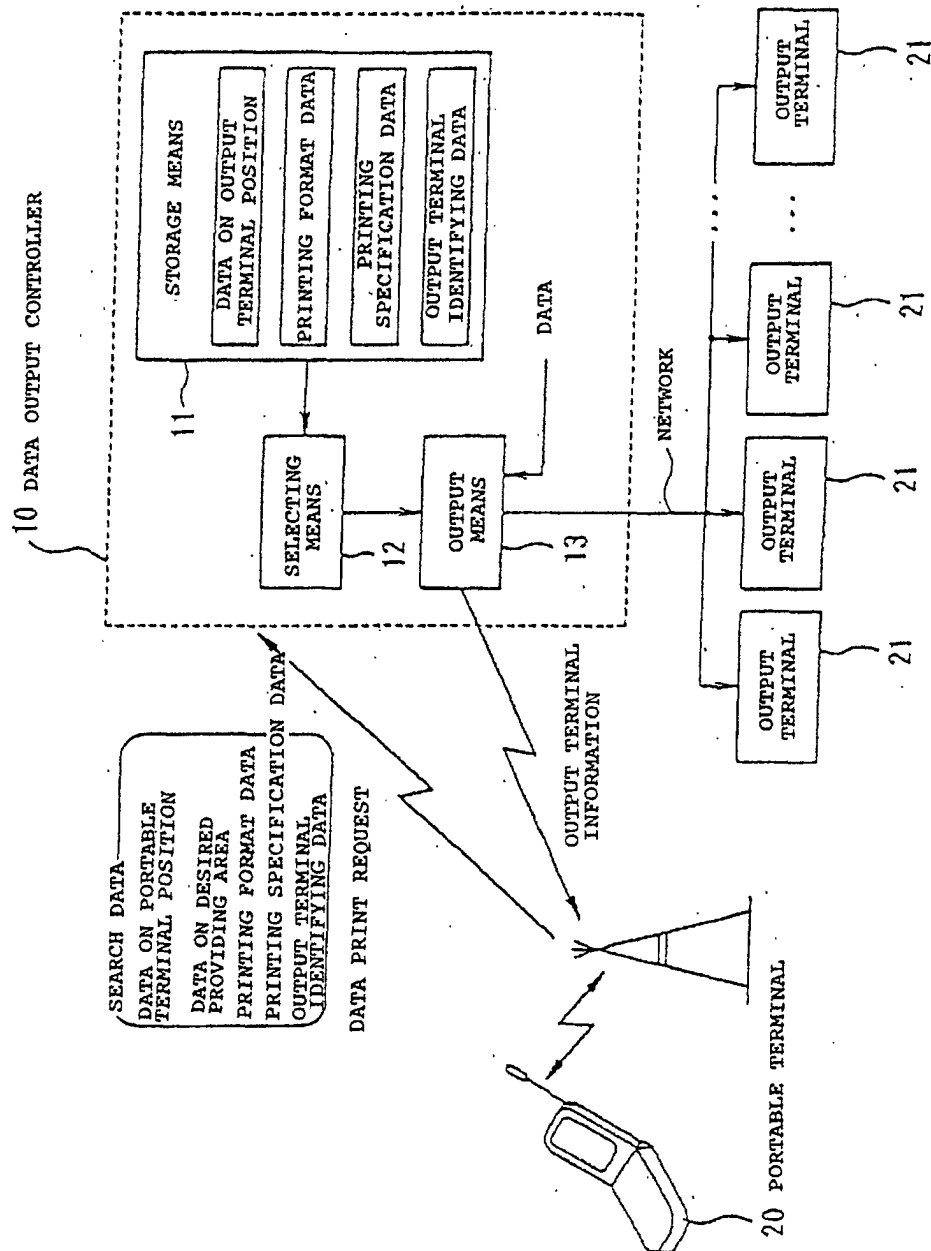 10 DATA OUTPUT CONTROLLER
STORAGE MEANS
DATA ON OUTPUT
TERMINAL POSITION
PRINTING FORMAT DATA
PRINTING
SPECIFICATION DATA
OUTPUT TERMINAL
IDENTIFYING DATA
11
SELECTING
MEANS
12
OUTPUT
MEANS
13
DATA
NETWORK
OUTPUT
TERMINAL
21
OUTPUT
TERMINAL
21
OUTPUT
TERMINAL
21
...
...
OUTPUT
TERMINAL
21
SEARCH DATA
DATA ON PORTABLE
TERMINAL POSITION
DATA ON DESIRED
PROVIDING AREA
PRINTING FORMAT DATA
PRINTING SPECIFICATION DATA
OUTPUT TERMINAL
IDENTIFYING DATA
DATA PRINT REQUEST
OUTPUT TERMINAL
INFORMATION
20 PORTABLE TERMINAL